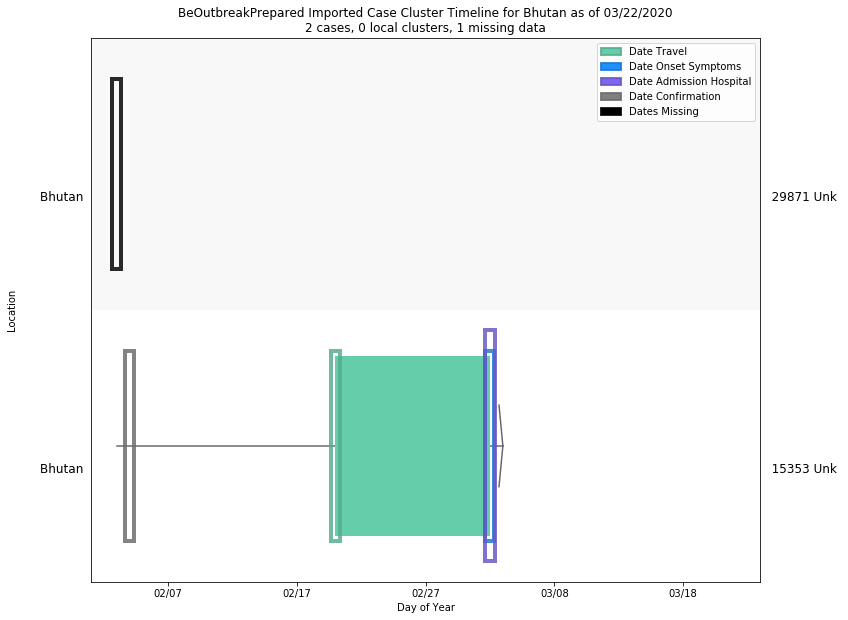 BeOutbreakPrepared Imported Case Cluster Timeline for Bhutan as of 03/22/2020
2 cases, 0 local clusters, 1 missing data
Date Travel
Date Onset Symptoms
Date Admission Hospital
Date Confirmation
Dates Missing
Bhutan
29871 Unk
Location
Bhutan
15353 Unk
02/07
02/17
02/27
03/08
03/18
Day of Year